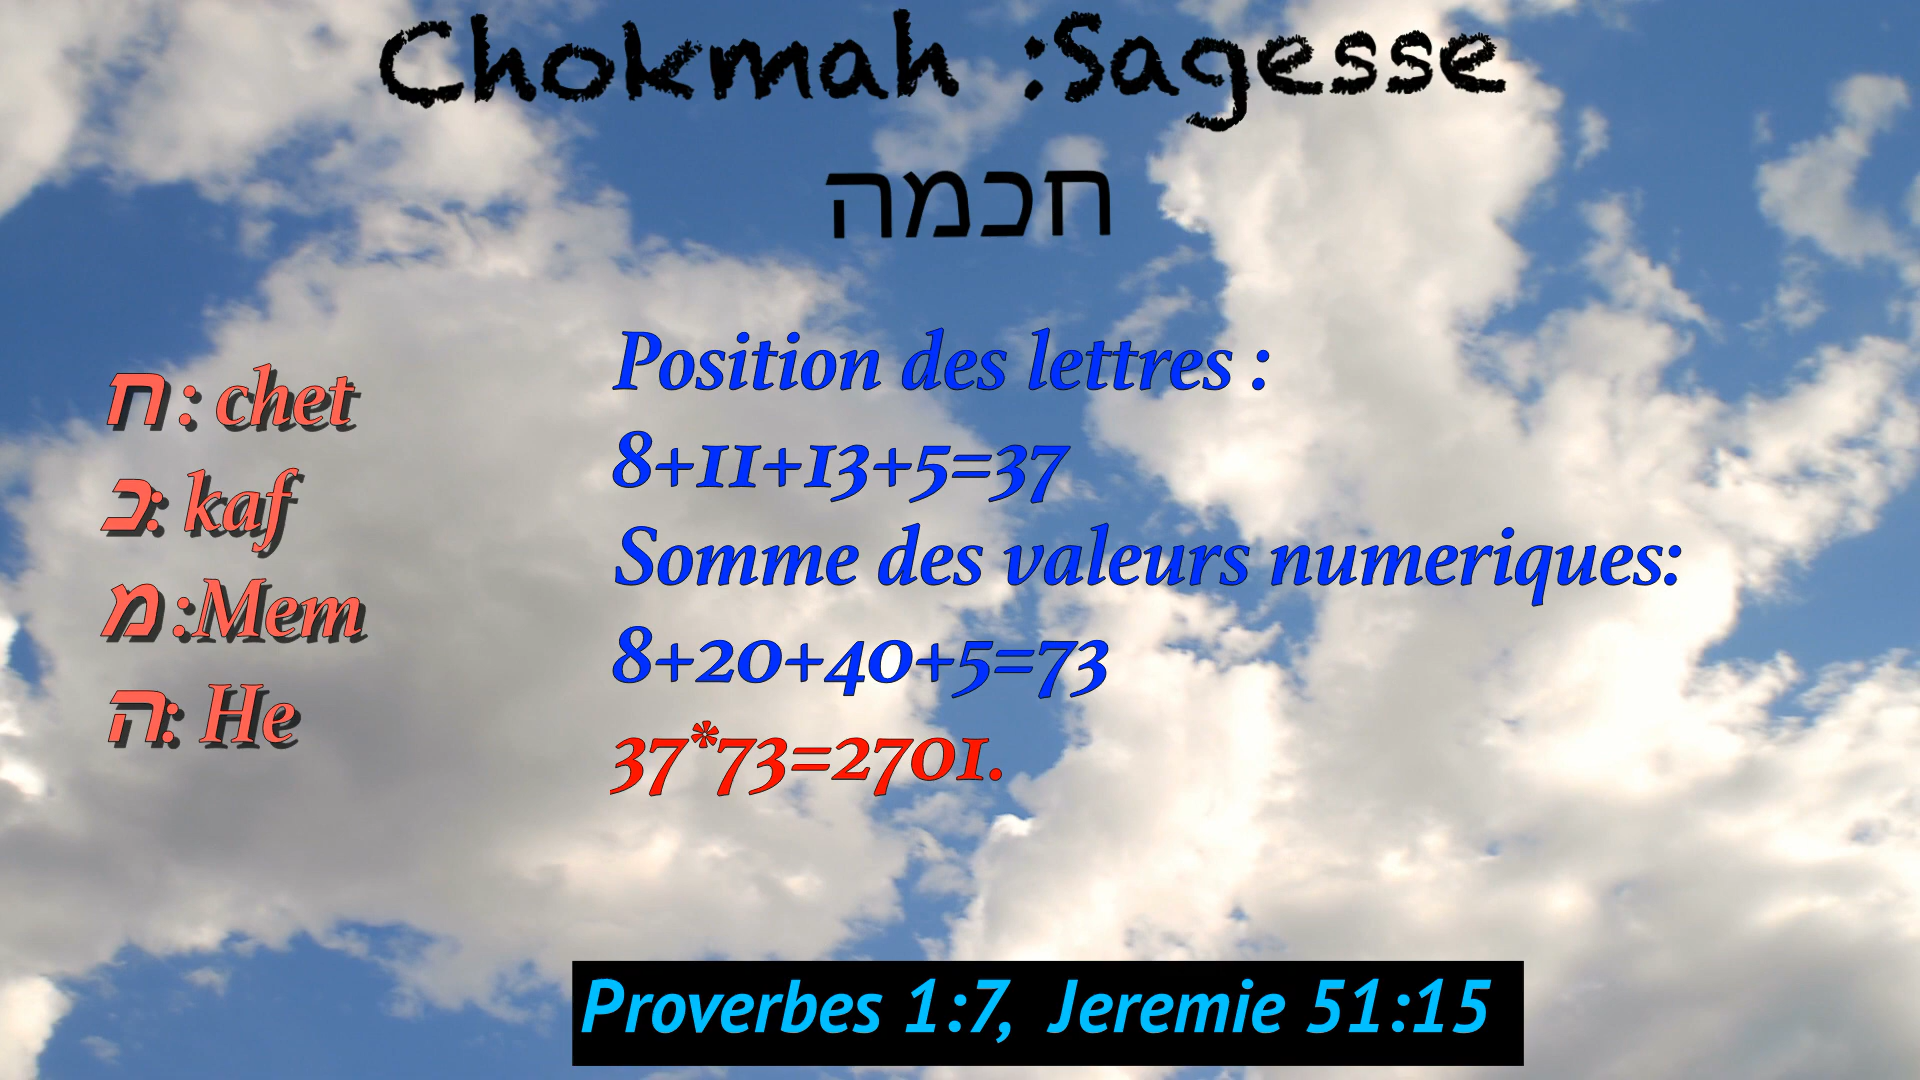 Chokmah :Sagesse
חכמה
ח: chet
כ: kaf
מ:Mem
ה: He
Position des lettres :
8+11+13+5=37
Somme des valeurs numeriques:
8+20+40+5=73
37*73=2701.
Proverbes 1:7, Jeremie 51:15